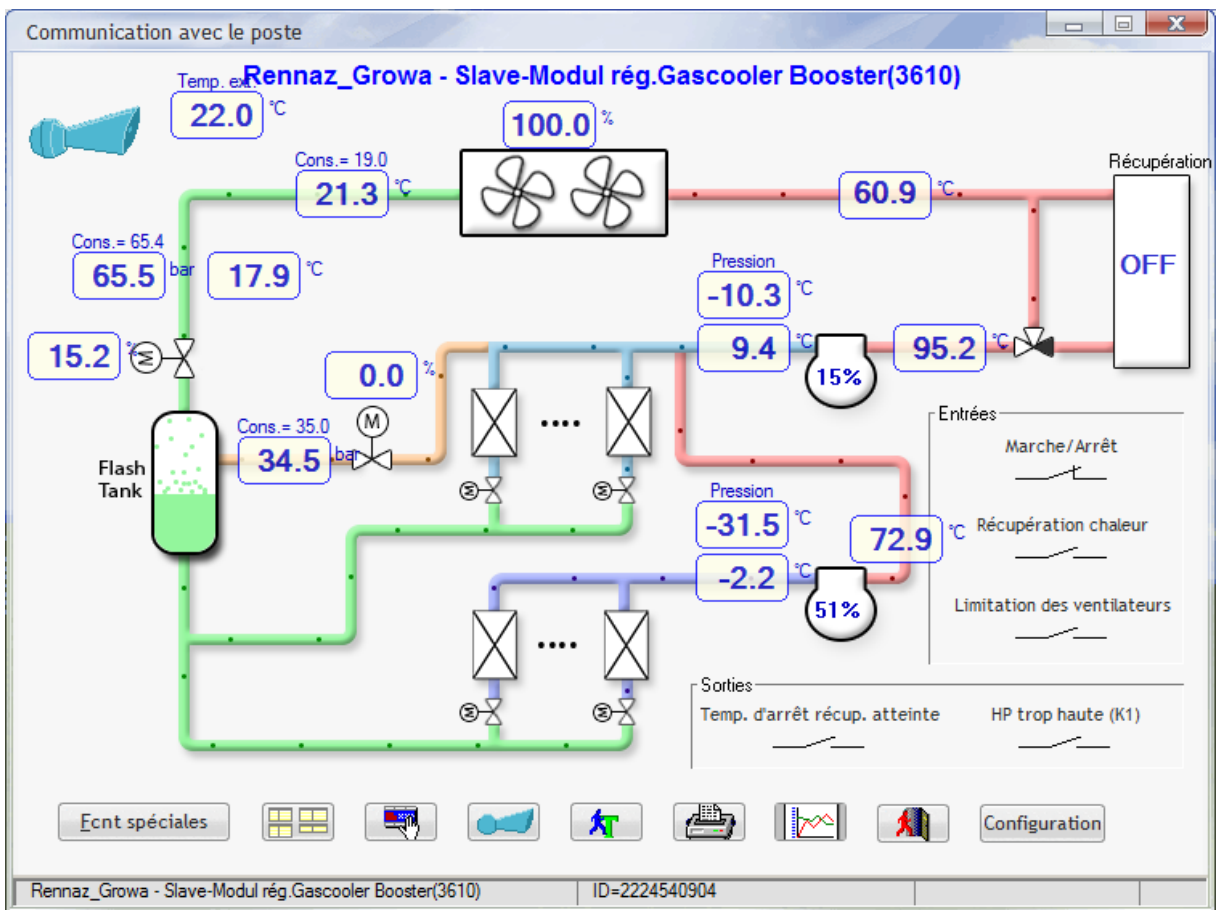 Communication avec le poste
Rennaz_Growa - Slave-Modul rég.Gascooler Booster(3610)
Temp. ext.
22.0 °C
100.0 %
Cons.= 19.0
21.3 °C
60.9 °C
Récupération
OFF
Cons.= 65.4
65.5 bar
17.9 °C
Pression
-10.3 °C
15.2 %
M
0.0 %
9.4 °C
15%
95.2 °C
Cons.= 35.0
34.5 bar
M
Flash
Tank
M
M
Entrées
Marche/Arrêt
Récupération chaleur
Limitation des ventilateurs
Pression
-31.5 °C
72.9 °C
-2.2 °C
51%
M
M
Sorties
Temp. d'arrêt récup. atteinte
HP trop haute (K1)
Fcnt spéciales
T
Configuration
Rennaz_Growa - Slave-Modul rég.Gascooler Booster(3610)
ID=2224540904